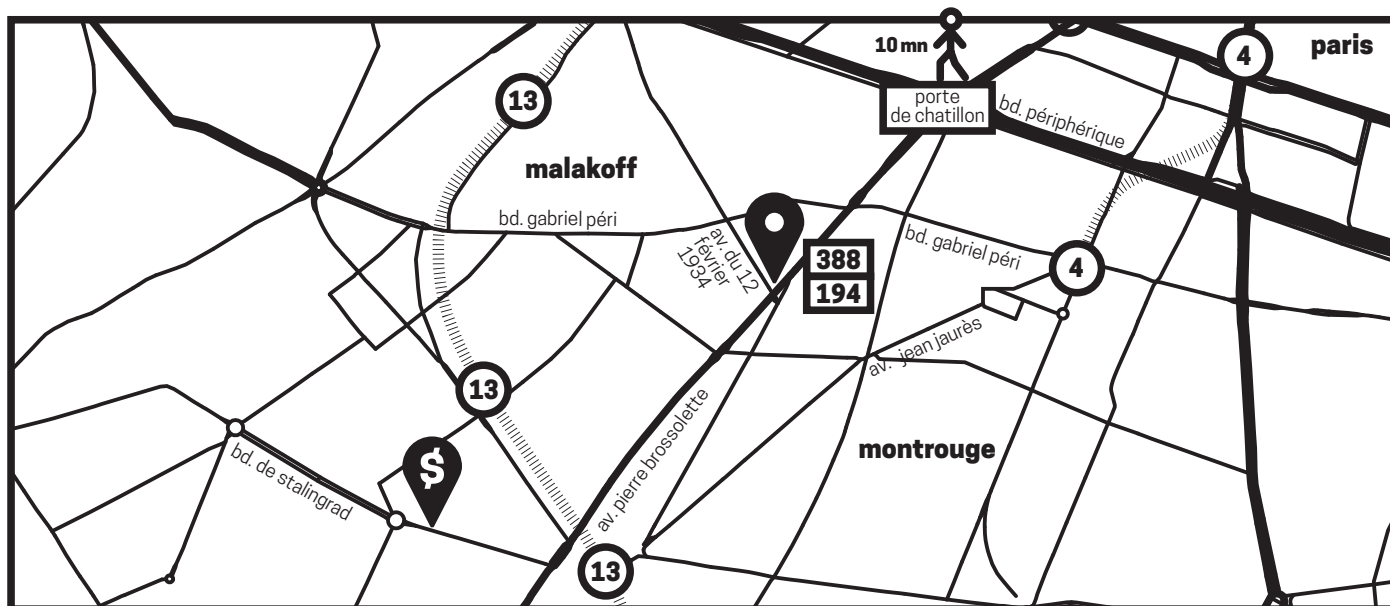 10 mn
4
paris
13
porte
de chatillon
bd. périphérique
malakoff
bd. gabriel péri
av. du 12
février
1934
388
194
bd. gabriel péri
4
av. jean jaurès
13
av. pierre brossolette
montrouge
$
bd. de stalingrad
13